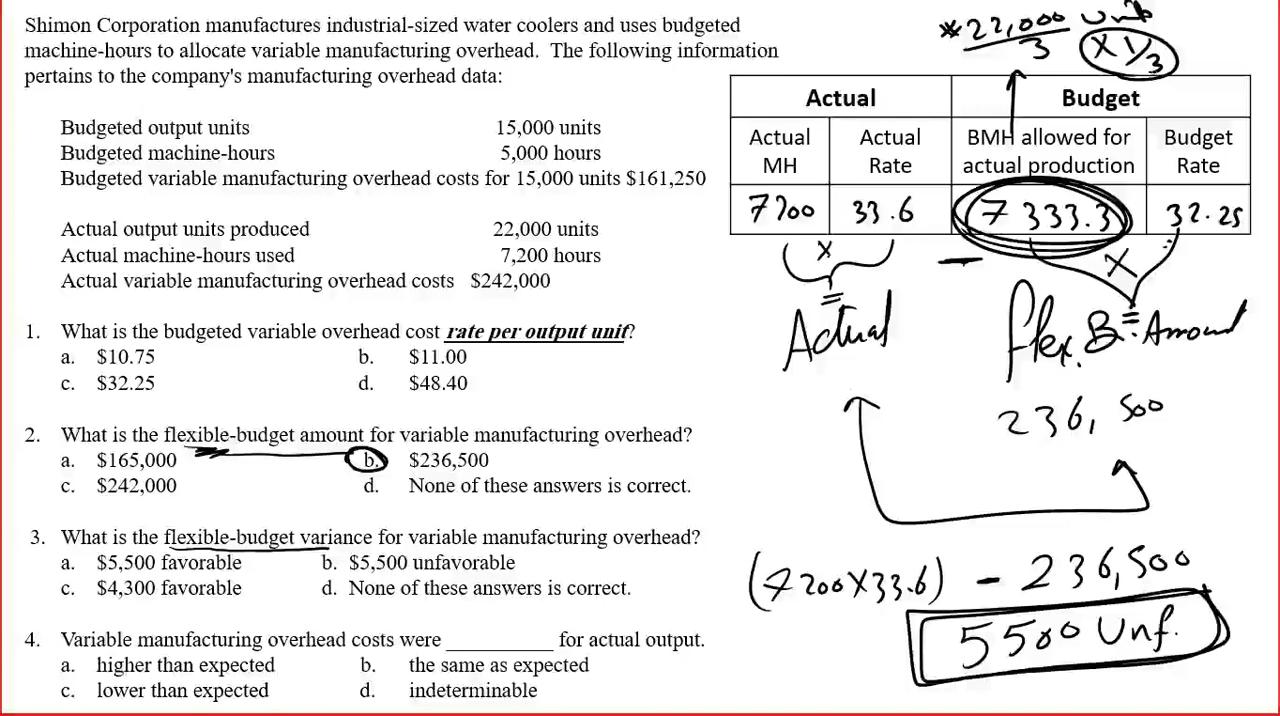 Shimon Corporation manufactures industrial-sized water coolers and uses budgeted
machine-hours to allocate variable manufacturing overhead. The following information
pertains to the company's manufacturing overhead data:
Budgeted output units 15,000 units
Budgeted machine-hours 5,000 hours
Budgeted variable manufacturing overhead costs for 15,000 units $161,250
Actual output units produced 22,000 units
Actual machine-hours used 7,200 hours
Actual variable manufacturing overhead costs $242,000
1. What is the budgeted variable overhead cost rate per output unit?
a. $10.75 b. $11.00
c. $32.25 d. $48.40
2. What is the flexible-budget amount for variable manufacturing overhead?
a. $165,000 b. $236,500
c. $242,000 d. None of these answers is correct.
3. What is the flexible-budget variance for variable manufacturing overhead?
a. $5,500 favorable b. $5,500 unfavorable
c. $4,300 favorable d. None of these answers is correct.
4. Variable manufacturing overhead costs were __________ for actual output.
a. higher than expected b. the same as expected
c. lower than expected d. indeterminable
*22,000 units
3 X 1/3
Actual Budget
Actual MH Actual Rate BMH allowed for actual production Budget Rate
7200 33.6 7333.3 32.25
X - X
= =
Actual flex. B. Amount
236,500
(7200X33.6) - 236,500
5500 Unf.